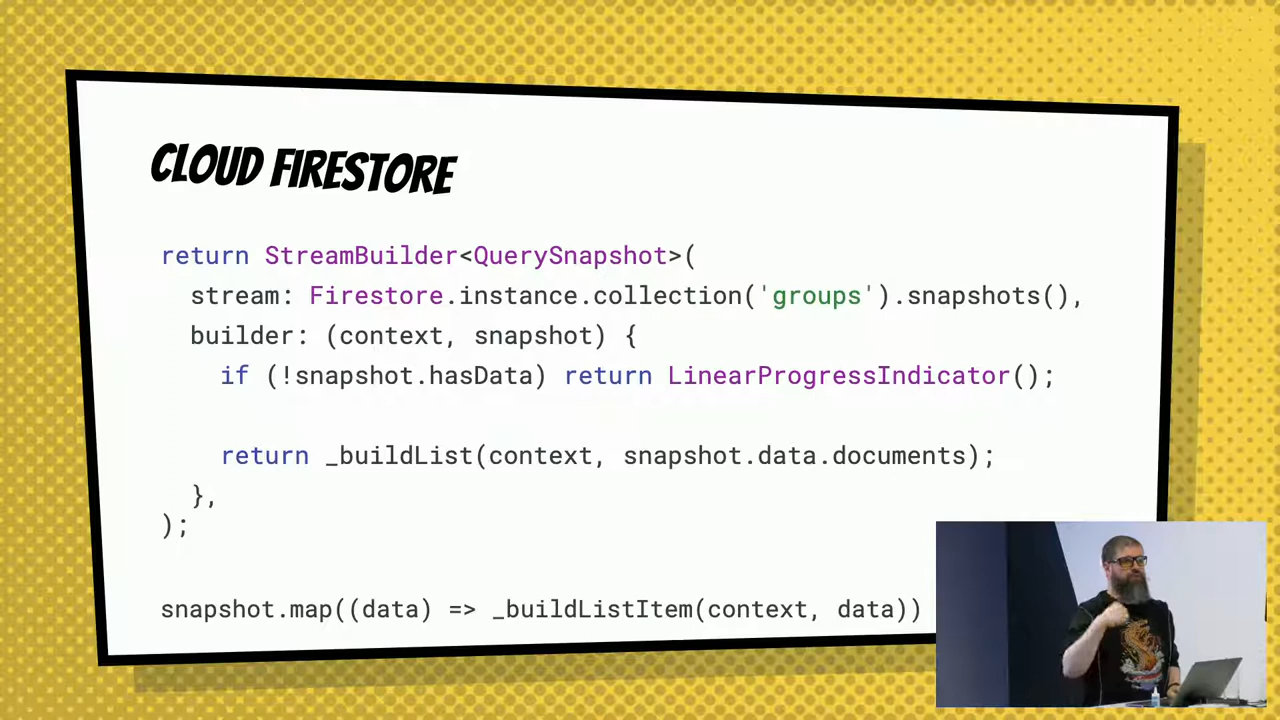 CLOUD FIRESTORE
return StreamBuilder<QuerySnapshot>(
stream: Firestore.instance.collection('groups').snapshots(),
builder: (context, snapshot) {
if (!snapshot.hasData) return LinearProgressIndicator();
return _buildList(context, snapshot.data.documents);
},
);
snapshot.map((data) => _buildListItem(context, data))